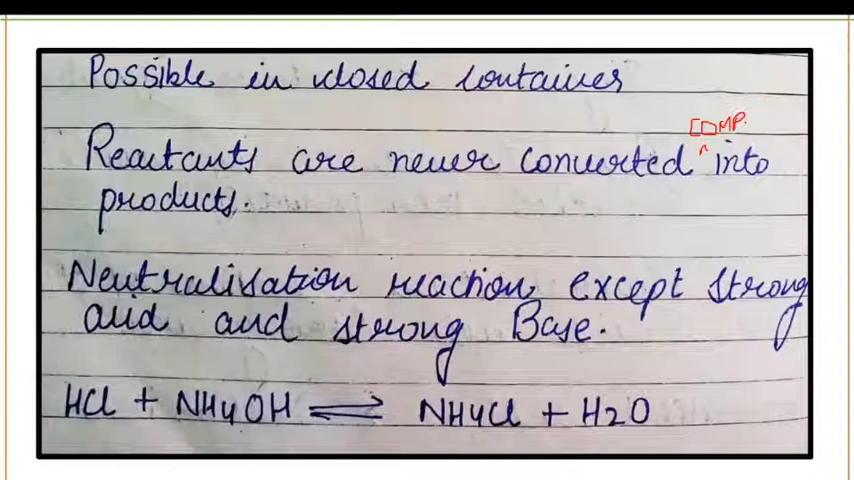 Possible in closed container
COMP.
Reactants are never converted ^ into
products.
Neutralisation reaction except strong
acid and strong Base.
HCl + NH4OH ⇌ NH4Cl + H2O